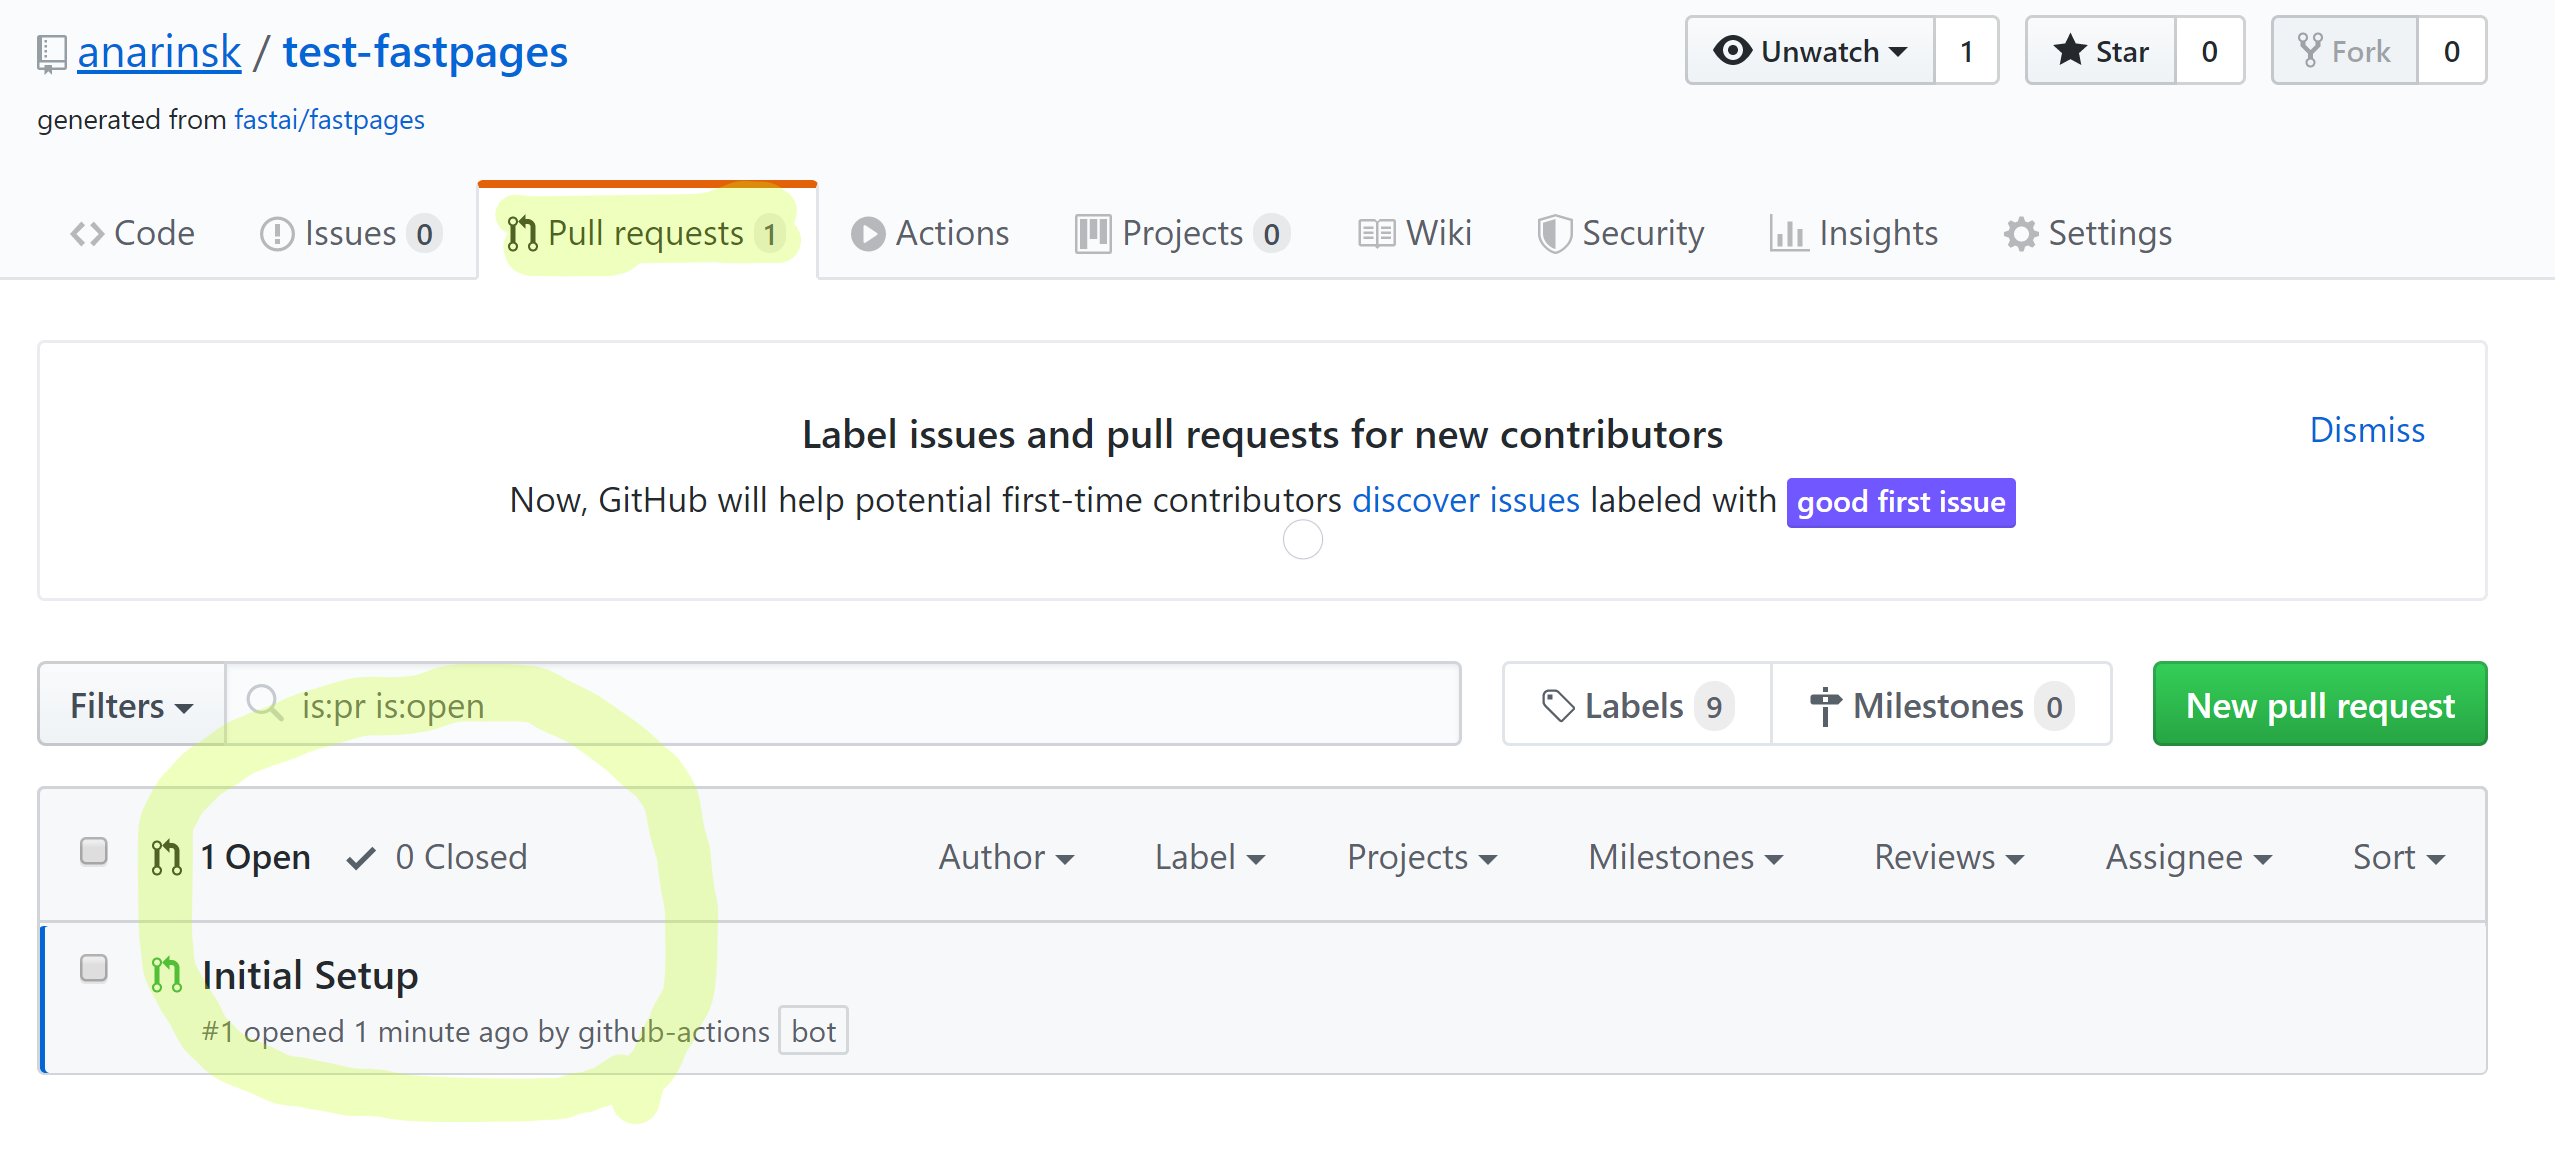 anarinsk / test-fastpages
Unwatch 1 Star 0 Fork 0
generated from fastai/fastpages
Code Issues 0 Pull requests 1 Actions Projects 0 Wiki Security Insights Settings
Label issues and pull requests for new contributors
Dismiss
Now, GitHub will help potential first-time contributors discover issues labeled with good first issue
Filters is:pr is:open Labels 9 Milestones 0 New pull request
1 Open 0 Closed Author Label Projects Milestones Reviews Assignee Sort
Initial Setup
#1 opened 1 minute ago by github-actions bot